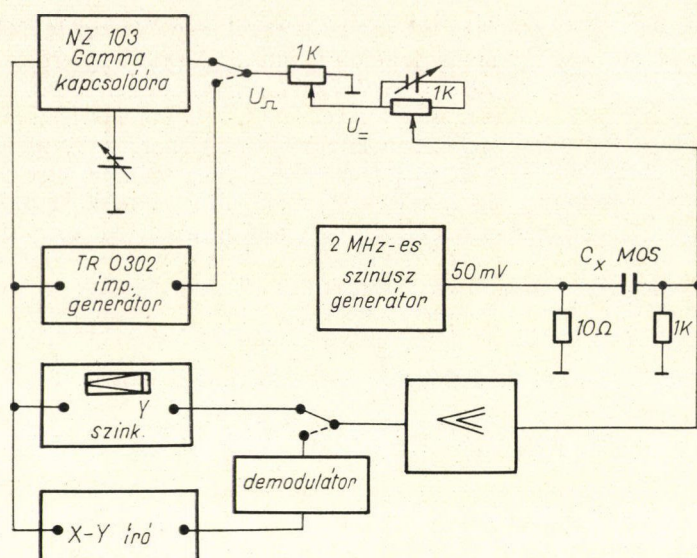 NZ 103
Gamma
kapcsolóóra
1K
U⎍
1K
U=
TR 0302
imp.
generátor
2 MHz-es
színusz
generátor
50 mV
Cx MOS
10Ω
1K
Y
szink.
demodulátor
X-Y író